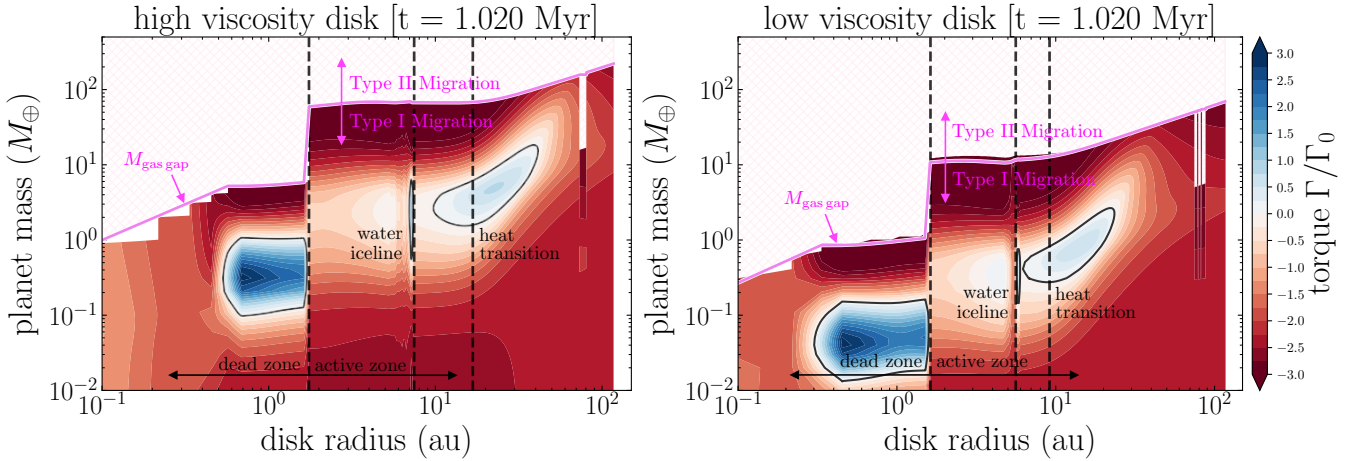 high viscosity disk [t = 1.020 Myr]
low viscosity disk [t = 1.020 Myr]
planet mass (M⊕)
10²
10¹
10⁰
10⁻¹
10⁻²
Type II Migration
Type I Migration
M gas gap
water
iceline
heat
transition
dead zone
active zone
10⁻¹
10⁰
10¹
10²
disk radius (au)
planet mass (M⊕)
10²
10¹
10⁰
10⁻¹
10⁻²
Type II Migration
Type I Migration
M gas gap
water
iceline
heat
transition
dead zone
active zone
10⁻¹
10⁰
10¹
10²
disk radius (au)
3.0
2.5
2.0
1.5
1.0
0.5
0.0
−0.5
−1.0
−1.5
−2.0
−2.5
−3.0
torque Γ/Γ₀